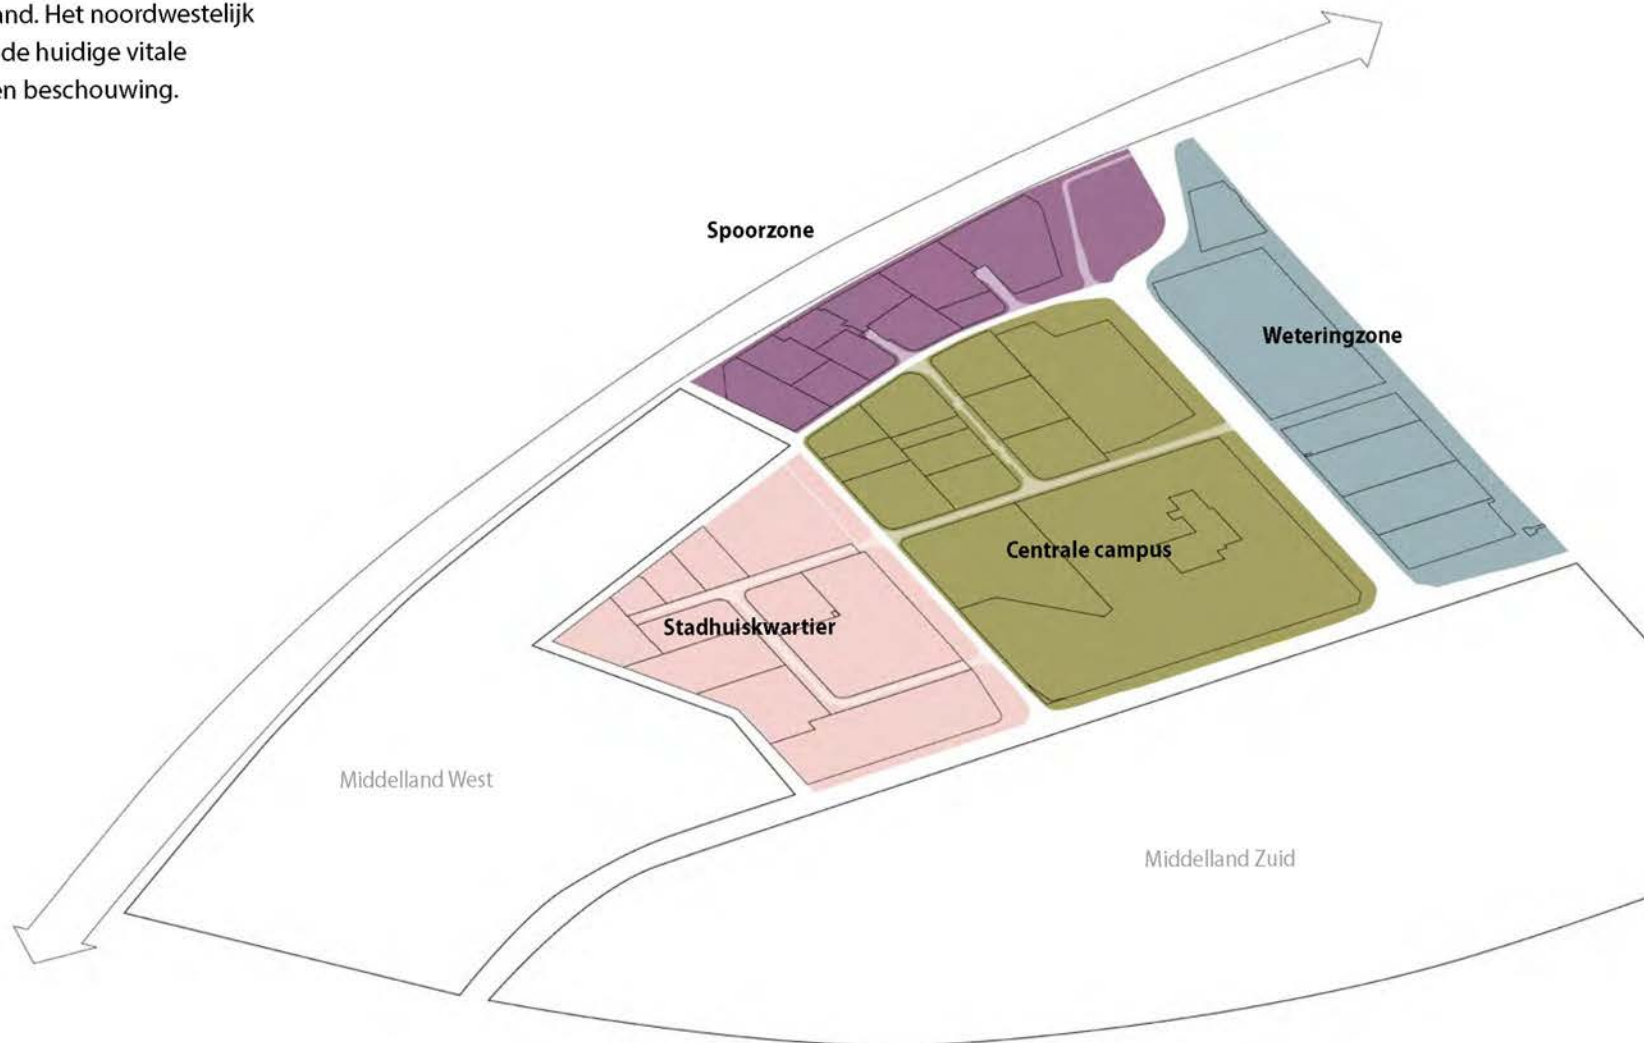 and. Het noordwestelijk
de huidige vitale
en beschouwing.
Spoorzone
Weteringzone
Centrale campus
Stadhuiskwartier
Middelland West
Middelland Zuid